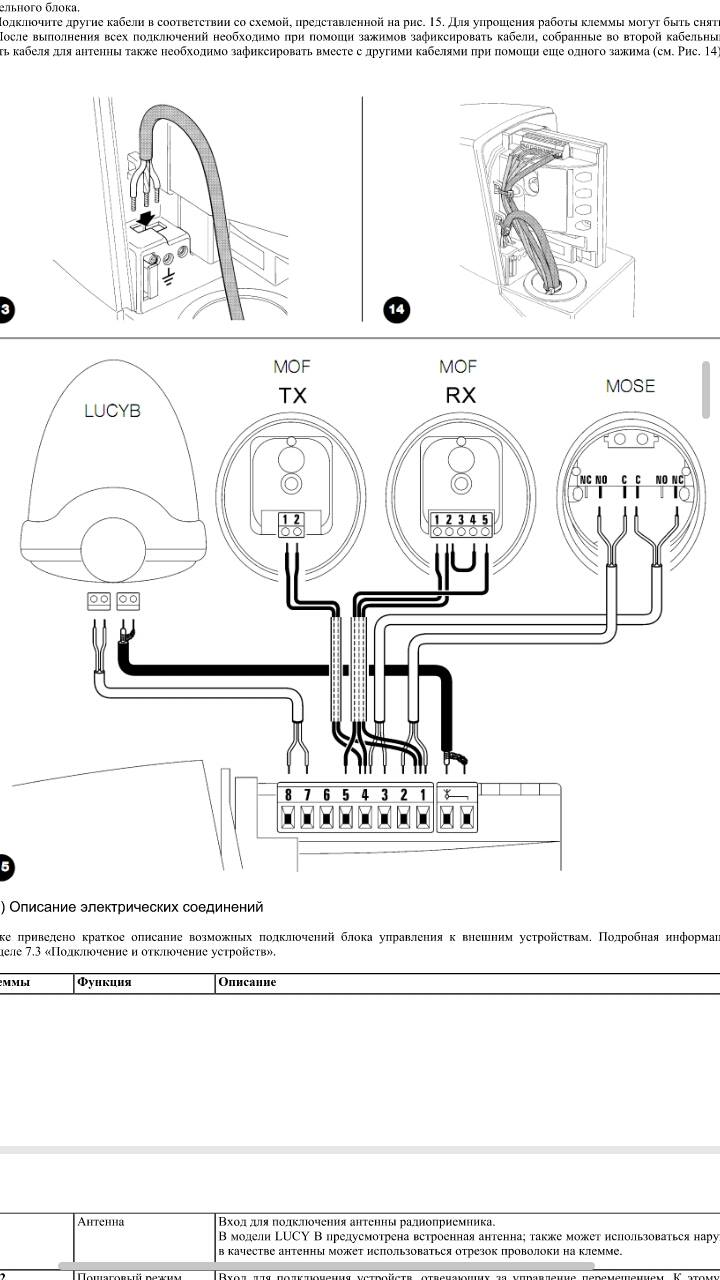 ельного блока.
Подключите другие кабели в соответствии со схемой, представленной на рис. 15. Для упрощения работы клеммы могут быть
После выполнения всех подключений необходимо при помощи зажимов зафиксировать кабели, собранные во второй
ть кабеля для антенны также необходимо зафиксировать вместе с другими кабелями при помощи еще одного зажима (см. Рис. 14)
3
14
MOF MOF
LUCYB TX RX MOSE
NC NO C C NO NC
1 2 1 2 3 4 5
8 7 6 5 4 3 2 1
5
) Описание электрических соединений
же приведено краткое описание возможных подключений блока управления к внешним устройствам. Подробная
деле 7.3 «Подключение и отключение устройств».
еммы Функция Описание
Антенна Вход для подключения антенны радиоприемника.
В модели LUCY B предусмотрена встроенная антенна; также может использоваться
в качестве антенны может использоваться отрезок проволоки на клемме.
2 Пошаговый режим Вход для подключения устройств, отвечающих за управление перемещением. К этому